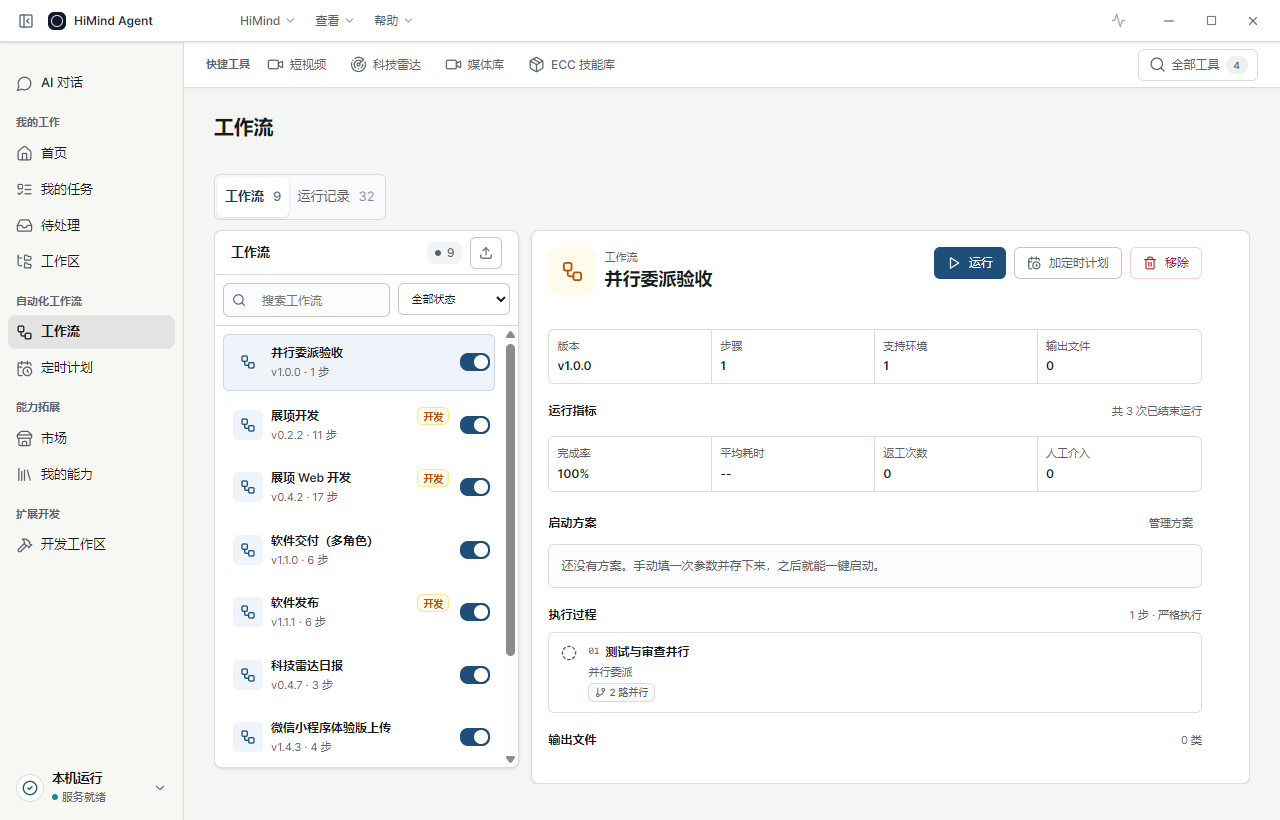 HiMind Agent
HiMind
查看
帮助
快捷工具
短视频
科技雷达
媒体库
ECC 技能库
全部工具 4
AI 对话
我的工作
首页
我的任务
待处理
工作区
自动化工作流
工作流
定时计划
能力拓展
市场
我的能力
扩展开发
开发工作区
本机运行
服务就绪
工作流
工作流 9
运行记录 32
工作流
9
搜索工作流
全部状态
并行委派验收
v1.0.0 · 1 步
展项开发
开发
v0.2.2 · 11 步
展项 Web 开发
开发
v0.4.2 · 17 步
软件交付（多角色）
v1.1.0 · 6 步
软件发布
开发
v1.1.1 · 6 步
科技雷达日报
v0.4.7 · 3 步
微信小程序体验版上传
v1.4.3 · 4 步
工作流
并行委派验收
运行
加定时计划
移除
版本
v1.0.0
步骤
1
支持环境
1
输出文件
0
运行指标
共 3 次已结束运行
完成率
100%
平均耗时
--
返工次数
0
人工介入
0
启动方案
管理方案
还没有方案。手动填一次参数并存下来，之后就能一键启动。
执行过程
1 步 · 严格执行
01 测试与审查并行
并行委派
2 路并行
输出文件
0 类